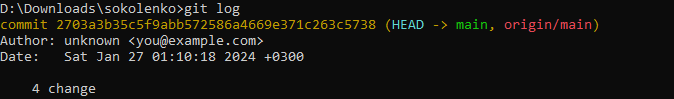 D:\Downloads\sokolenko>git log
commit 2703a3b35c5f9abb572586a4669e371c263c5738 (HEAD -> main, origin/main)
Author: unknown <you@example.com>
Date:   Sat Jan 27 01:10:18 2024 +0300
    4 change